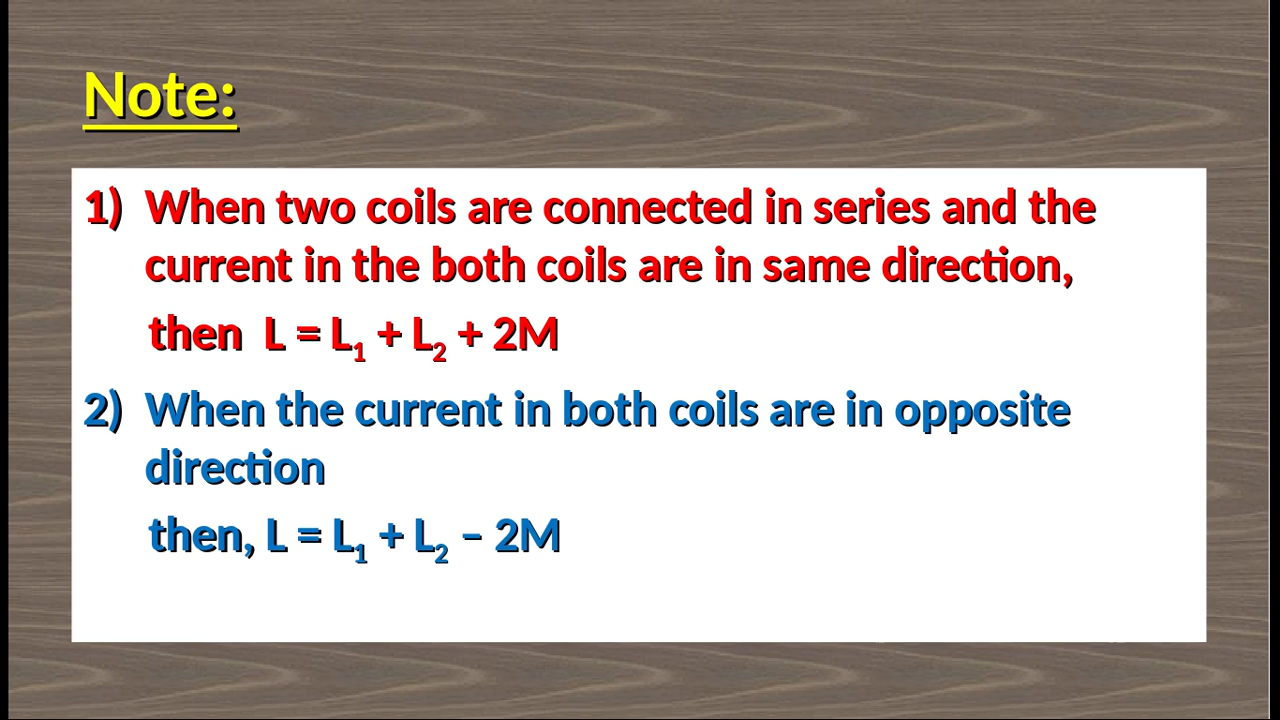 Note:
1) When two coils are connected in series and the
current in the both coils are in same direction,
then L = L₁ + L₂ + 2M
2) When the current in both coils are in opposite
direction
then, L = L₁ + L₂ – 2M